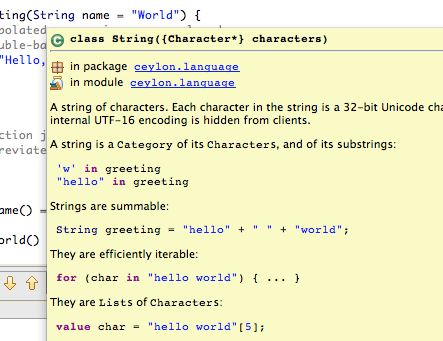 ting(String name = "World") {
class String({Character*} characters)
polated
uble-ba
in package ceylon.language
"Hello,
in module ceylon.language
A string of characters. Each character in the string is a 32-bit Unicode cha
internal UTF-16 encoding is hidden from clients.
ction j
A string is a Category of its Characters, and of its substrings:
reviate
'w' in greeting
"hello" in greeting
ame() =
Strings are summable:
orld()
String greeting = "hello" + " " + "world";
They are efficiently iterable:
for (char in "hello world") { ... }
They are Lists of Characters:
value char = "hello world"[5];